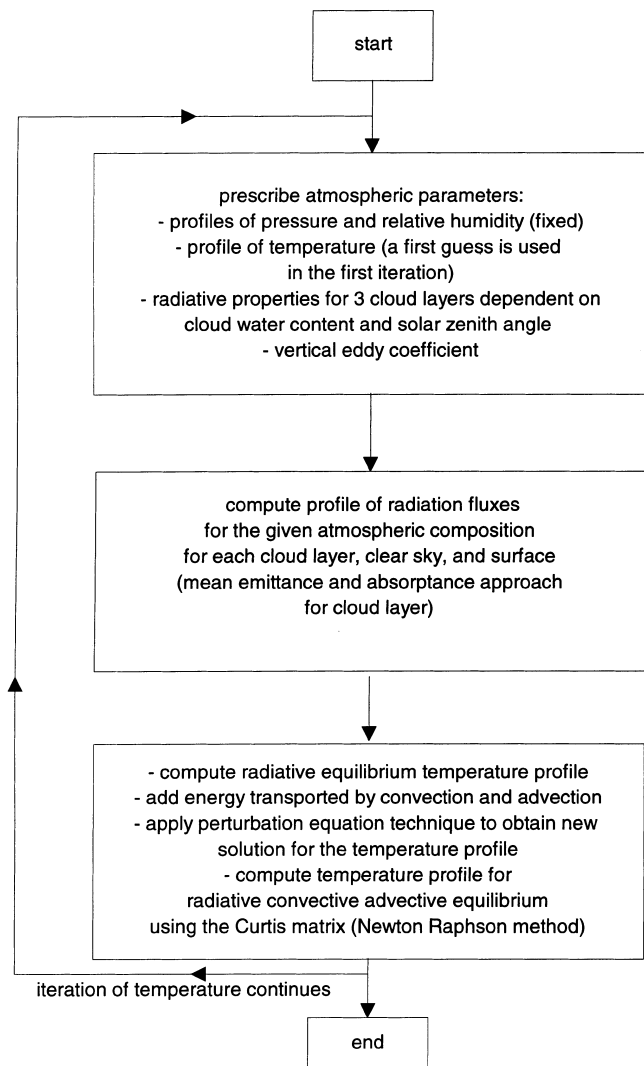 start
prescribe atmospheric parameters:
- profiles of pressure and relative humidity (fixed)
- profile of temperature (a first guess is used
in the first iteration)
- radiative properties for 3 cloud layers dependent on
cloud water content and solar zenith angle
- vertical eddy coefficient
compute profile of radiation fluxes
for the given atmospheric composition
for each cloud layer, clear sky, and surface
(mean emittance and absorptance approach
for cloud layer)
- compute radiative equilibrium temperature profile
- add energy transported by convection and advection
- apply perturbation equation technique to obtain new
solution for the temperature profile
- compute temperature profile for
radiative convective advective equilibrium
using the Curtis matrix (Newton Raphson method)
iteration of temperature continues
end